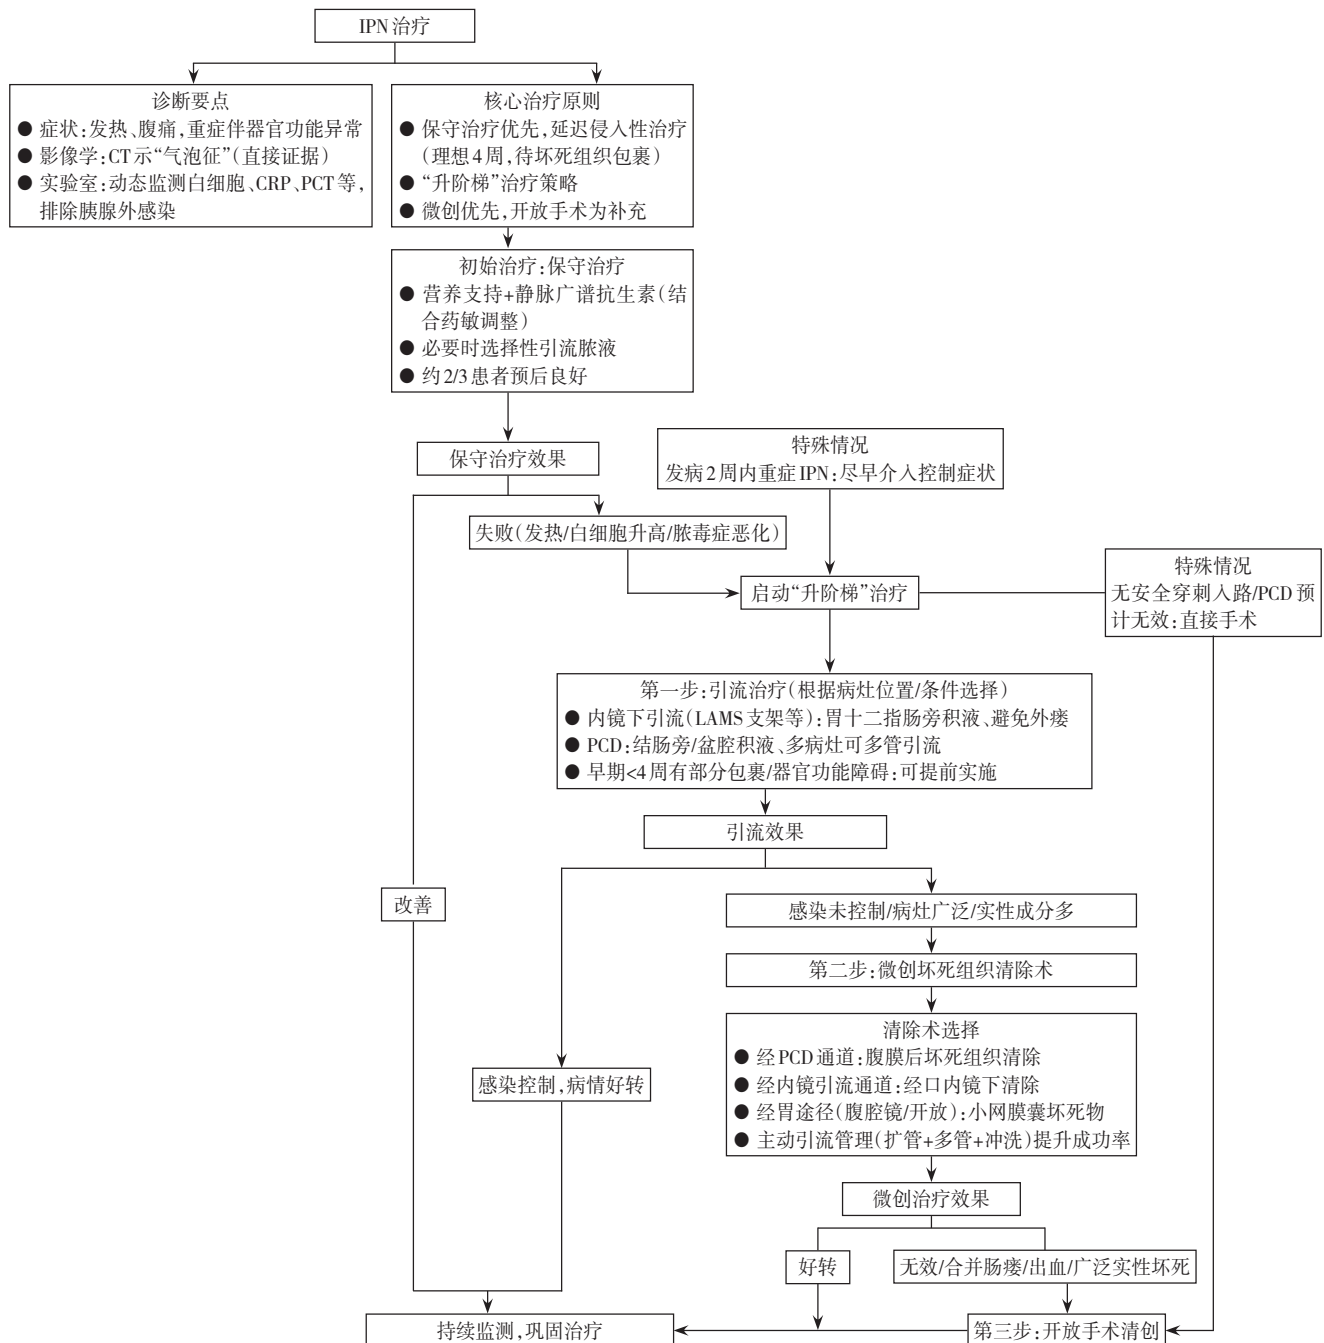 IPN治疗
诊断要点
● 症状:发热、腹痛,重症伴器官功能异常
● 影像学:CT示“气泡征”(直接证据)
● 实验室:动态监测白细胞、CRP、PCT等,
排除胰腺外感染
核心治疗原则
● 保守治疗优先,延迟侵入性治疗
(理想4周,待坏死组织包裹)
● “升阶梯”治疗策略
● 微创优先,开放手术为补充
初始治疗:保守治疗
● 营养支持+静脉广谱抗生素(结
合药敏调整)
● 必要时选择性引流脓液
● 约2/3患者预后良好
保守治疗效果
特殊情况
发病2周内重症IPN:尽早介入控制症状
失败(发热/白细胞升高/脓毒症恶化)
启动“升阶梯”治疗
特殊情况
无安全穿刺入路/PCD预
计无效:直接手术
第一步:引流治疗(根据病灶位置/条件选择)
● 内镜下引流(LAMS支架等):胃十二指肠旁积液、避免外瘘
● PCD:结肠旁/盆腔积液、多病灶可多管引流
● 早期<4周有部分包裹/器官功能障碍:可提前实施
引流效果
改善
感染未控制/病灶广泛/实性成分多
第二步:微创坏死组织清除术
清除术选择
● 经PCD通道:腹膜后坏死组织清除
● 经内镜引流通道:经口内镜下清除
● 经胃途径(腹腔镜/开放):小网膜囊坏死物
● 主动引流管理(扩管+多管+冲洗)提升成功率
感染控制,病情好转
微创治疗效果
好转
无效/合并肠瘘/出血/广泛实性坏死
持续监测,巩固治疗
第三步:开放手术清创